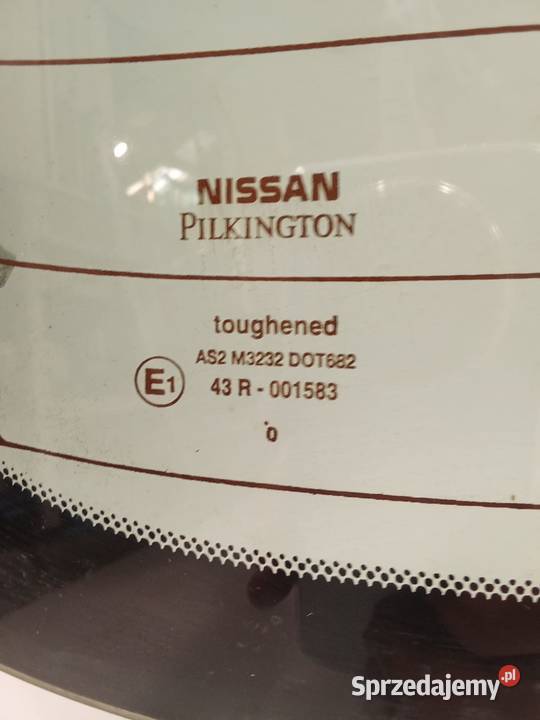 NISSAN
PILKINGTON
toughened
AS2 M3232 DOT682
E1 43 R - 001583
0
Sprzedajemy.pl